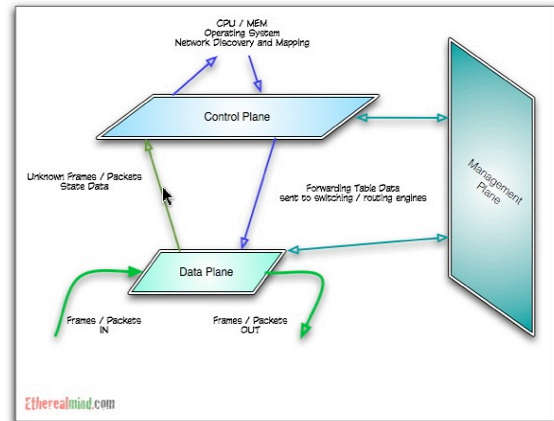 CPU / MEM
Operating System
Network Discovery and Mapping
Control Plane
Management
Plane
Unknown Frames / Packets
State Data
Forwarding Table Data
sent to switching / routing engines
Data Plane
Frames / Packets
IN
Frames / Packets
OUT
Etherealmind.com